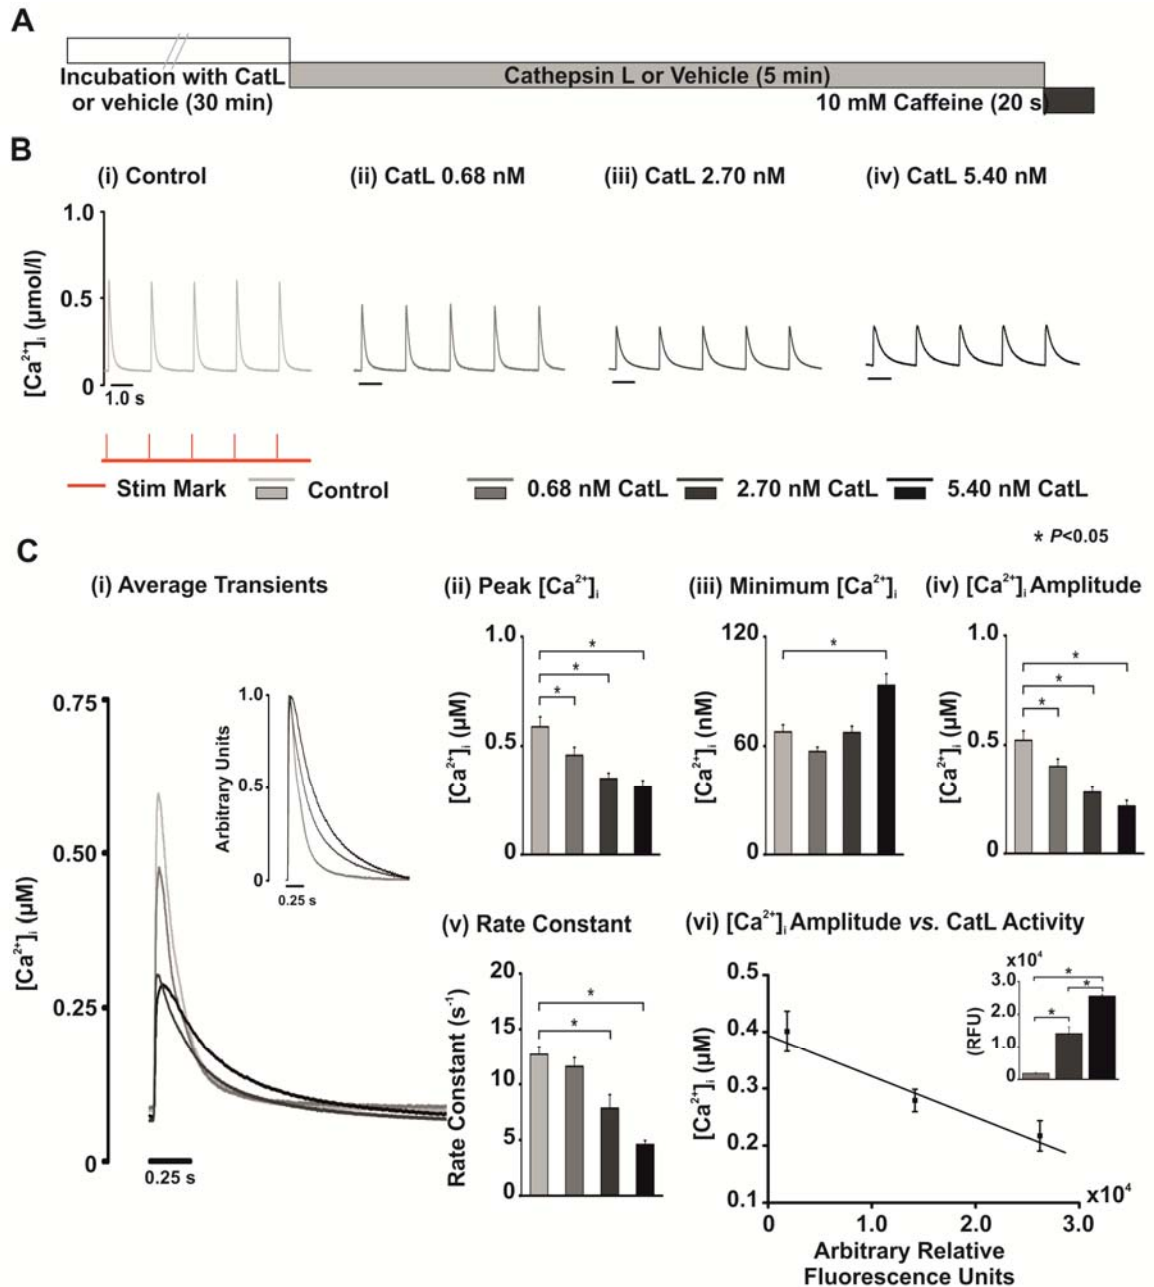 A
Incubation with CatL
or vehicle (30 min)
Cathepsin L or Vehicle (5 min)
10 mM Caffeine (20 s)
B
(i) Control
(ii) CatL 0.68 nM
(iii) CatL 2.70 nM
(iv) CatL 5.40 nM
[Ca²⁺]ᵢ (μmol/l)
1.0
0.5
0
1.0 s
Stim Mark
Control
0.68 nM CatL
2.70 nM CatL
5.40 nM CatL
* P<0.05
C
(i) Average Transients
[Ca²⁺]ᵢ (μM)
0.75
0.50
0.25
0
0.25 s
Arbitrary Units
1.0
0.5
0
0.25 s
(ii) Peak [Ca²⁺]ᵢ
[Ca²⁺]ᵢ (μM)
1.0
0.5
0
*
*
*
(iii) Minimum [Ca²⁺]ᵢ
[Ca²⁺]ᵢ (nM)
120
60
0
*
(iv) [Ca²⁺]ᵢ Amplitude
[Ca²⁺]ᵢ (μM)
1.0
0.5
0
*
*
*
(v) Rate Constant
Rate Constant (s⁻¹)
20
15
10
5
0
*
*
(vi) [Ca²⁺]ᵢ Amplitude vs. CatL Activity
[Ca²⁺]ᵢ (μM)
0.5
0.4
0.3
0.2
0.1
0
1.0
2.0
3.0
x10⁴
Arbitrary Relative
Fluorescence Units
x10⁴
(RFU)
3.0
2.0
1.0
0
*
*
*